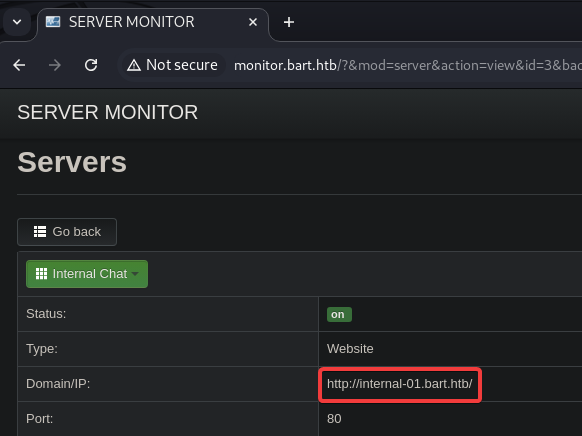 SERVER MONITOR
Not secure monitor.bart.htb/?&mod=server&action=view&id=3&bac
SERVER MONITOR
Servers
Go back
Internal Chat
Status: on
Type: Website
Domain/IP: http://internal-01.bart.htb/
Port: 80